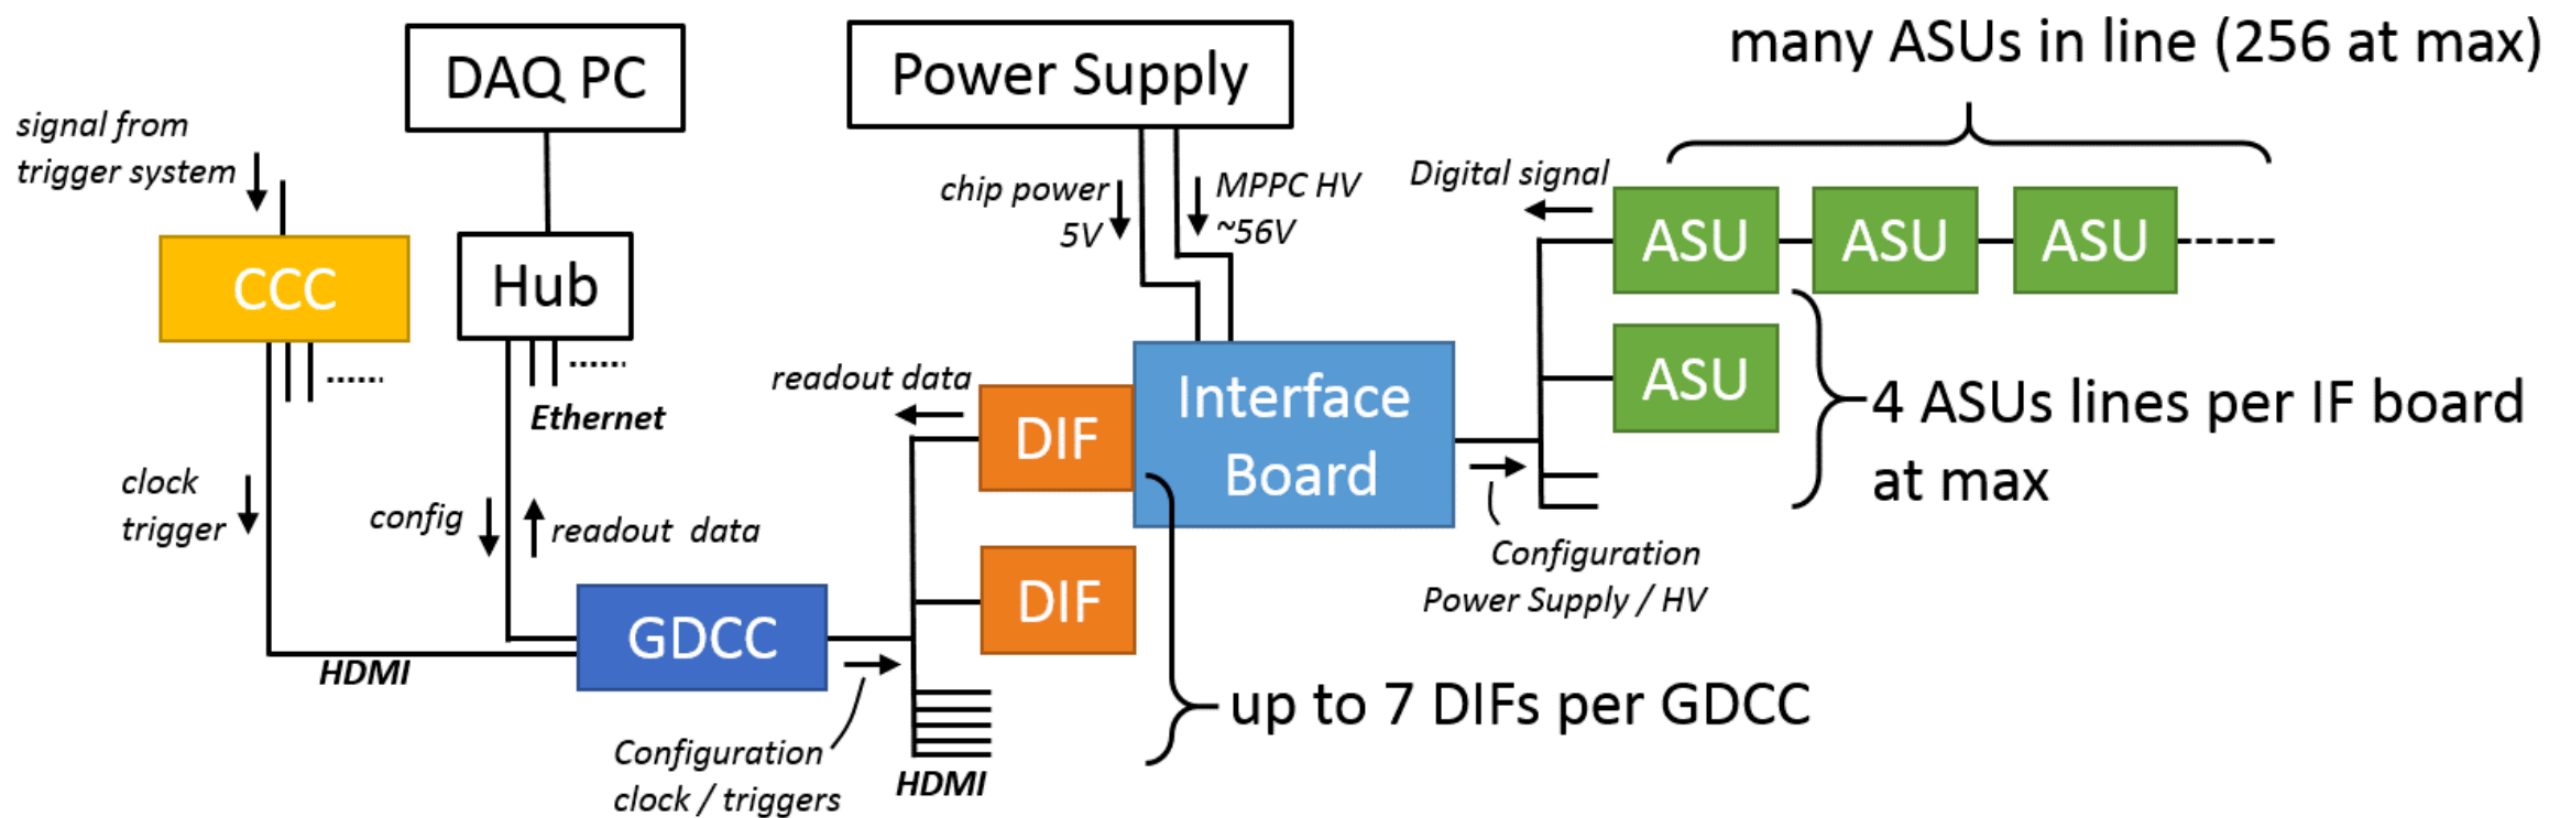 many ASUs in line (256 at max)
DAQ PC
Power Supply
signal from
trigger system
chip power
5V
MPPC HV
~56V
Digital signal
ASU
ASU
ASU
CCC
Hub
ASU
4 ASUs lines per IF board
at max
Ethernet
readout data
DIF
Interface
Board
clock
trigger
config
readout data
Configuration
Power Supply / HV
DIF
GDCC
HDMI
up to 7 DIFs per GDCC
Configuration
clock / triggers
HDMI